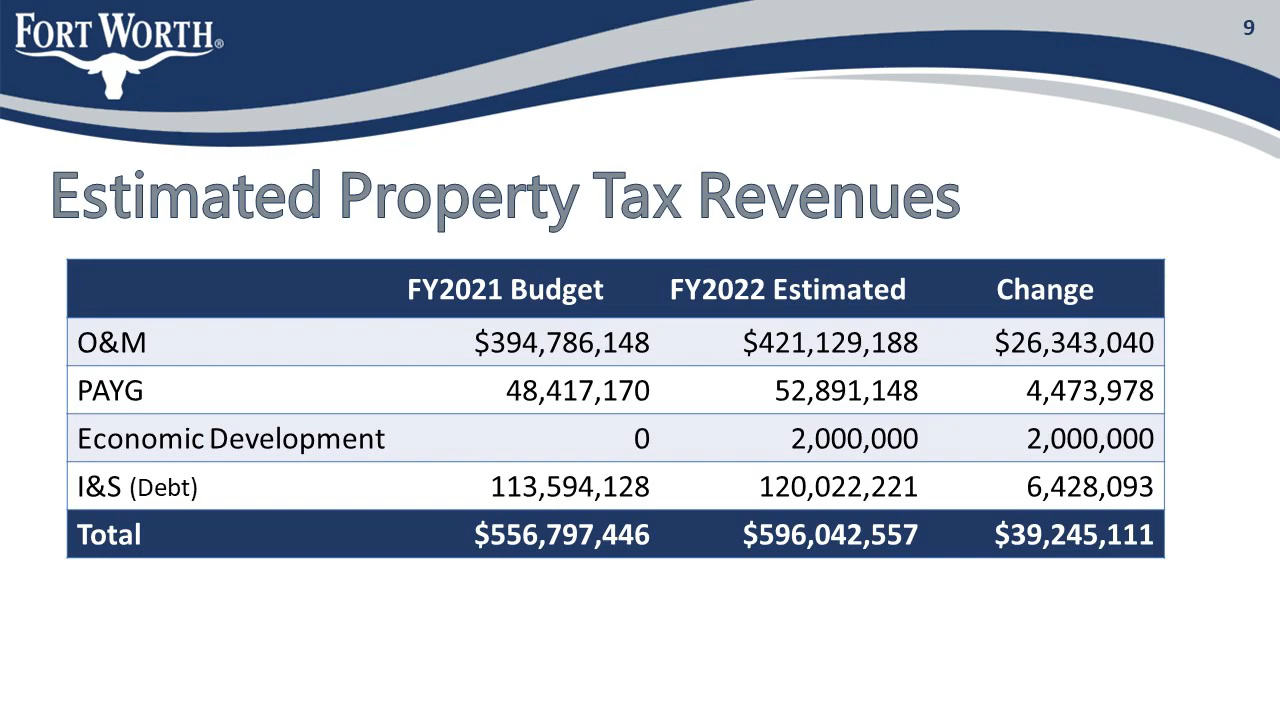 FORT WORTH®
9
Estimated Property Tax Revenues
FY2021 Budget FY2022 Estimated Change
O&M $394,786,148 $421,129,188 $26,343,040
PAYG 48,417,170 52,891,148 4,473,978
Economic Development 0 2,000,000 2,000,000
I&S (Debt) 113,594,128 120,022,221 6,428,093
Total $556,797,446 $596,042,557 $39,245,111